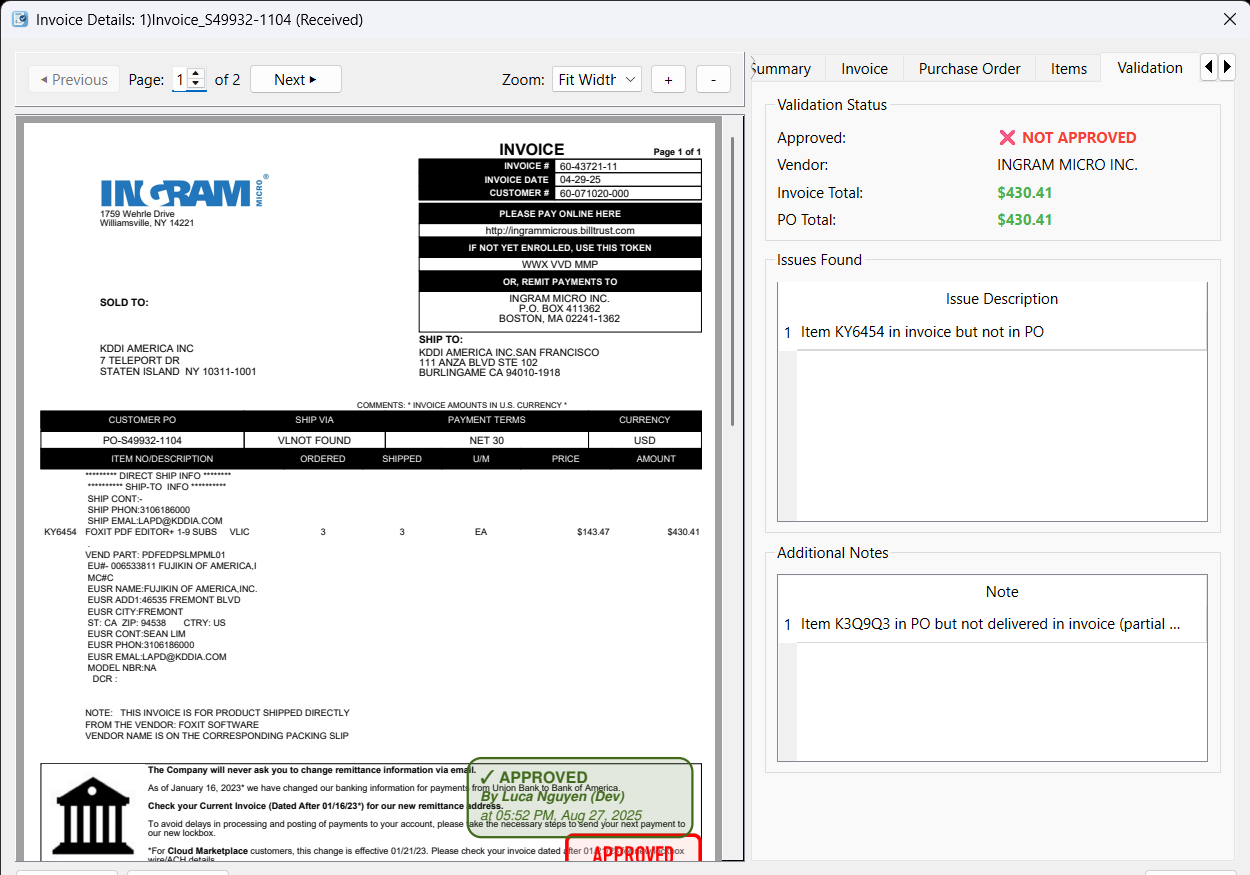 Invoice Details: 1)Invoice_S49932-1104 (Received)
Previous Page: 1 of 2 Next Zoom: Fit Width + -
Summary Invoice Purchase Order Items Validation
INVOICE
Page 1 of 1
INVOICE # 60-43721-11
INVOICE DATE 04-29-25
CUSTOMER # 60-071020-000
INGRAM MICRO ®
1759 Wehrle Drive
Williamsville, NY 14221
PLEASE PAY ONLINE HERE
http://ingrammicrous.billtrust.com
IF NOT YET ENROLLED, USE THIS TOKEN
WWX VVD MMP
OR, REMIT PAYMENTS TO
INGRAM MICRO INC.
P.O. BOX 411362
BOSTON, MA 02241-1362
SOLD TO:
KDDI AMERICA INC
7 TELEPORT DR
STATEN ISLAND NY 10311-1001
SHIP TO:
KDDI AMERICA INC.SAN FRANCISCO
111 ANZA BLVD STE 102
BURLINGAME CA 94010-1918
COMMENTS: * INVOICE AMOUNTS IN U.S. CURRENCY *
CUSTOMER PO SHIP VIA PAYMENT TERMS CURRENCY
PO-S49932-1104 VLNOT FOUND NET 30 USD
ITEM NO/DESCRIPTION ORDERED SHIPPED U/M PRICE AMOUNT
********* DIRECT SHIP INFO ********
********** SHIP-TO INFO **********
SHIP CONT:-
SHIP PHON:3106186000
SHIP EMAL:LAPD@KDDIA.COM
KY6454 FOXIT PDF EDITOR+ 1-9 SUBS VLIC 3 3 EA $143.47 $430.41
.
VEND PART: PDFEDPSLMPML01
EU#- 006533811 FUJIKIN OF AMERICA,I
MC#C
EUSR NAME:FUJIKIN OF AMERICA,INC.
EUSR ADD1:46535 FREMONT BLVD
EUSR CITY:FREMONT
ST: CA ZIP: 94538 CTRY: US
EUSR CONT:SEAN LIM
EUSR PHON:3106186000
EUSR EMAL:LAPD@KDDIA.COM
MODEL NBR:NA
DCR :
NOTE: THIS INVOICE IS FOR PRODUCT SHIPPED DIRECTLY
FROM THE VENDOR: FOXIT SOFTWARE
VENDOR NAME IS ON THE CORRESPONDING PACKING SLIP
The Company will never ask you to change remittance information via email.
As of January 16, 2023* we have changed our banking information for payments from Union Bank to Bank of America.
Check your Current Invoice (Dated After 01/16/23*) for our new remittance address.
To avoid delays in processing and posting of payments to your account, please take the necessary steps to send your next payment to
our new lockbox.
*For Cloud Marketplace customers, this change is effective 01/21/23. Please check your invoice dated after
wire/ACH details
✓ APPROVED
By Luca Nguyen (Dev)
at 05:52 PM, Aug 27, 2025
APPROVED
Validation Status
Approved: ❌ NOT APPROVED
Vendor: INGRAM MICRO INC.
Invoice Total: $430.41
PO Total: $430.41
Issues Found
Issue Description
1 Item KY6454 in invoice but not in PO
Additional Notes
Note
1 Item K3Q9Q3 in PO but not delivered in invoice (partial ...